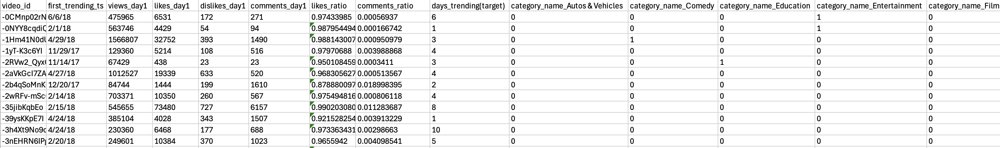 video_id first_trending_ts views_day1 likes_day1 dislikes_day1 comments_day1 likes_ratio comments_ratio days_trending(target) category_name_Autos & Vehicles category_name_Comedy category_name_Education category_name_Entertainment category_name_Film
-0CMnp02rN 6/6/18 475965 6531 172 271 0.97433985 0.00056937 6 0 0 0 1 0
-0NYY8cqdiQ 2/1/18 563746 4429 54 94 0.987954494 0.000166742 1 0 0 0 1 0
-1Hm41N0dU 4/29/18 1566807 32752 393 1490 0.988143007 0.000950979 3 0 1 0 0 0
-1yT-K3c6YI 11/29/17 129360 5214 108 516 0.97970688 0.003988868 4 0 0 0 0 0
-2RVw2_Qyx 11/14/17 67429 438 23 23 0.950108459 0.0003411 3 0 0 1 0 0
-2aVkGcI7ZA 4/27/18 1012527 19339 633 520 0.968305627 0.000513567 4 0 0 0 0 0
-2b4qSoMnK 12/20/17 84744 1444 199 1610 0.878880097 0.018998395 2 0 0 0 0 0
-2wRFv-mSc 2/14/18 703371 10350 260 567 0.975494816 0.000806118 4 0 0 0 0 0
-35jibKqbEo 2/15/18 545655 73480 727 6157 0.990203080 0.011283687 8 0 0 0 0 0
-39ysKKpE7I 4/24/18 385104 4028 343 1507 0.921528254 0.003913229 1 0 0 0 0 0
-3h4Xt9No9 4/24/18 230360 6468 177 688 0.973363431 0.00298663 10 0 0 0 0 0
-3nEHRN6IP 2/20/18 249601 10384 370 1023 0.9655942 0.004098541 5 0 0 0 0 0